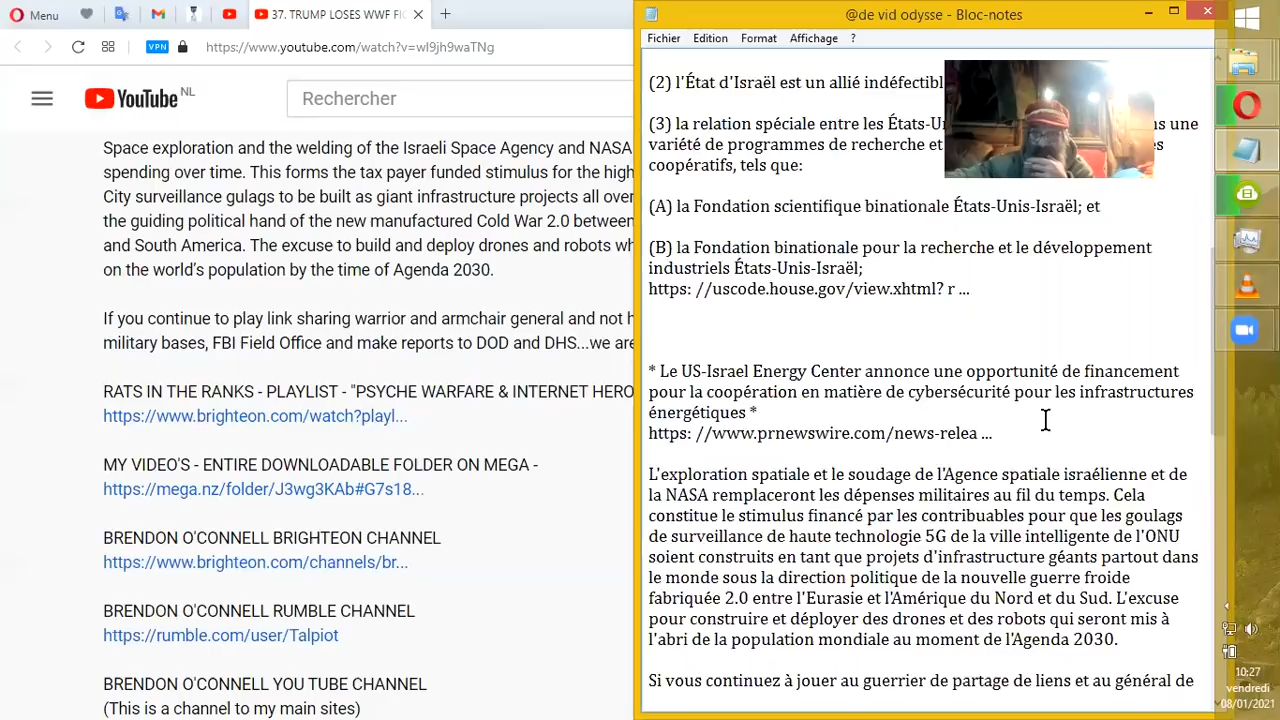 Menu
37. TRUMP LOSES WWF FIG
VPN
https://www.youtube.com/watch?v=wI9jh9waTNg
YouTube NL
Rechercher
Space exploration and the welding of the Israeli Space Agency and NASA
spending over time. This forms the tax payer funded stimulus for the high
City surveillance gulags to be built as giant infrastructure projects all over
the guiding political hand of the new manufactured Cold War 2.0 between
and South America. The excuse to build and deploy drones and robots wh
on the world's population by the time of Agenda 2030.
If you continue to play link sharing warrior and armchair general and not h
military bases, FBI Field Office and make reports to DOD and DHS...we are
RATS IN THE RANKS - PLAYLIST - "PSYCHE WARFARE & INTERNET HERO
https://www.brighteon.com/watch?playl...
MY VIDEO'S - ENTIRE DOWNLOADABLE FOLDER ON MEGA -
https://mega.nz/folder/J3wg3KAb#G7s18...
BRENDON O'CONNELL BRIGHTEON CHANNEL
https://www.brighteon.com/channels/br...
BRENDON O'CONNELL RUMBLE CHANNEL
https://rumble.com/user/Talpiot
BRENDON O'CONNELL YOU TUBE CHANNEL
(This is a channel to my main sites)
@de vid odysse - Bloc-notes
Fichier Edition Format Affichage ?
(2) l'État d'Israël est un allié indéfectibl
(3) la relation spéciale entre les États-Un
ns une
variété de programmes de recherche et
es
coopératifs, tels que:
(A) la Fondation scientifique binationale États-Unis-Israël; et
(B) la Fondation binationale pour la recherche et le développement
industriels États-Unis-Israël;
https: //uscode.house.gov/view.xhtml? r ...
* Le US-Israel Energy Center annonce une opportunité de financement
pour la coopération en matière de cybersécurité pour les infrastructures
énergétiques *
https: //www.prnewswire.com/news-relea ...
L'exploration spatiale et le soudage de l'Agence spatiale israélienne et de
la NASA remplaceront les dépenses militaires au fil du temps. Cela
constitue le stimulus financé par les contribuables pour que les goulags
de surveillance de haute technologie 5G de la ville intelligente de l'ONU
soient construits en tant que projets d'infrastructure géants partout dans
le monde sous la direction politique de la nouvelle guerre froide
fabriquée 2.0 entre l'Eurasie et l'Amérique du Nord et du Sud. L'excuse
pour construire et déployer des drones et des robots qui seront mis à
l'abri de la population mondiale au moment de l'Agenda 2030.
Si vous continuez à jouer au guerrier de partage de liens et au général de
10:27
vendredi
08/01/2021